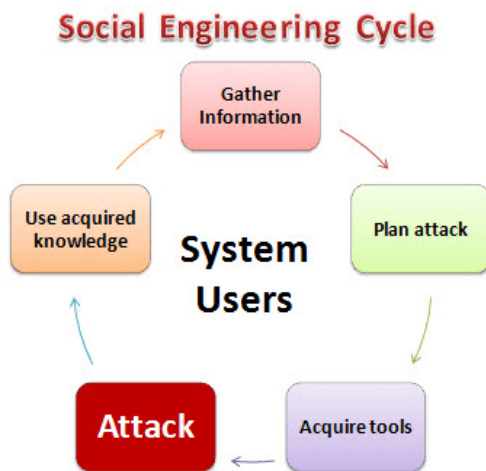 Social Engineering Cycle
Gather
Information
Plan attack
Acquire tools
Attack
Use acquired
knowledge
System
Users